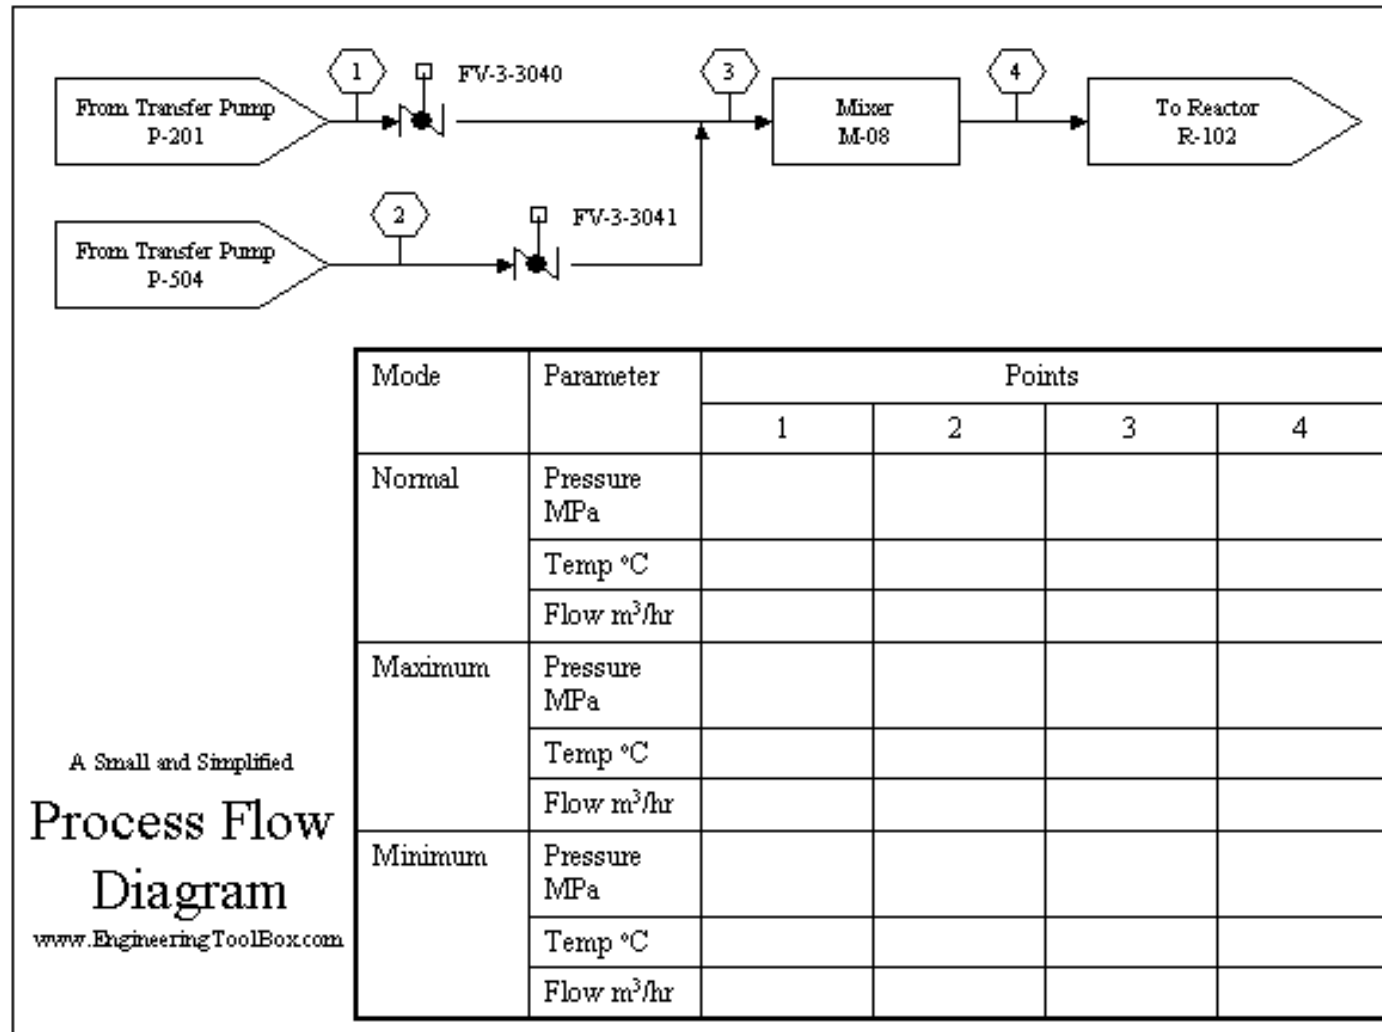 1
FV-3-3040
3
4
From Transfer Pump
P-201
Mixer
M-08
To Reactor
R-102
2
FV-3-3041
From Transfer Pump
P-504
Mode Parameter Points
1 2 3 4
Normal Pressure
MPa
Temp °C
Flow m³/hr
Maximum Pressure
MPa
Temp °C
Flow m³/hr
Minimum Pressure
MPa
Temp °C
Flow m³/hr
A Small and Simplified
Process Flow
Diagram
www.EngineeringToolBox.com